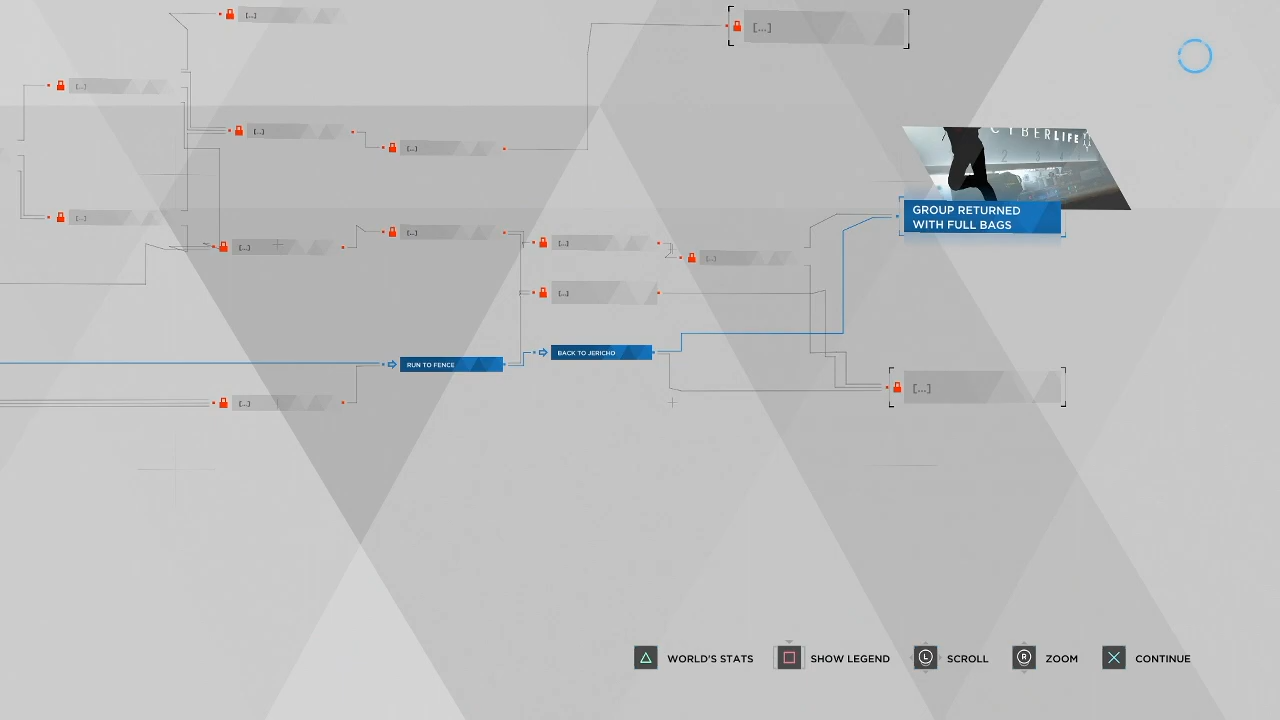 [...]
[...]
[...]
[...]
[...]
CYBERLIFE
[...]
GROUP RETURNED
WITH FULL BAGS
[...]
[...]
[...]
[...]
[...]
BACK TO JERICHO
RUN TO FENCE
[...]
[...]
WORLD'S STATS
SHOW LEGEND
L
SCROLL
R
ZOOM
CONTINUE